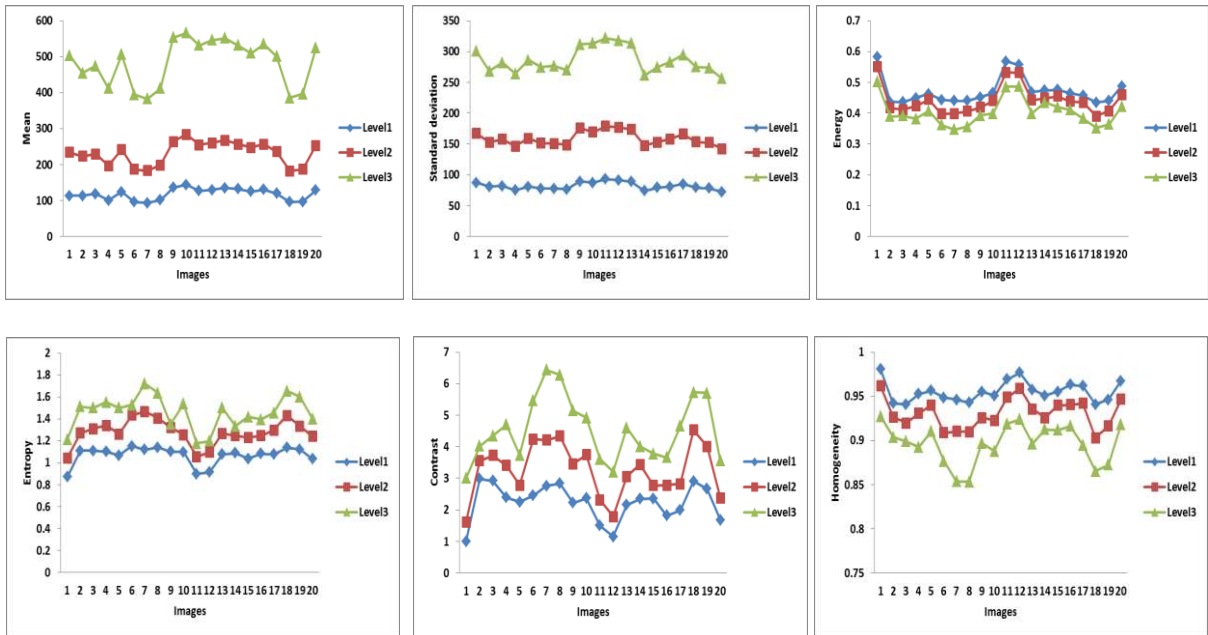 600
500
400
300
200
100
0
Mean
1 2 3 4 5 6 7 8 9 10 11 12 13 14 15 16 17 18 19 20
Images
Level1
Level2
Level3
350
300
250
200
150
100
50
0
Standard deviation
1 2 3 4 5 6 7 8 9 10 11 12 13 14 15 16 17 18 19 20
Images
Level1
Level2
Level3
0.7
0.6
0.5
0.4
0.3
0.2
0.1
0
Energy
1 2 3 4 5 6 7 8 9 10 11 12 13 14 15 16 17 18 19 20
Images
Level1
Level2
Level3
2
1.8
1.6
1.4
1.2
1
0.8
0.6
0.4
0.2
0
Entropy
1 2 3 4 5 6 7 8 9 10 11 12 13 14 15 16 17 18 19 20
Images
Level1
Level2
Level3
7
6
5
4
3
2
1
0
Contrast
1 2 3 4 5 6 7 8 9 10 11 12 13 14 15 16 17 18 19 20
Images
Level1
Level2
Level3
1
0.95
0.9
0.85
0.8
0.75
Homogeneity
1 2 3 4 5 6 7 8 9 10 11 12 13 14 15 16 17 18 19 20
Images
Level1
Level2
Level3